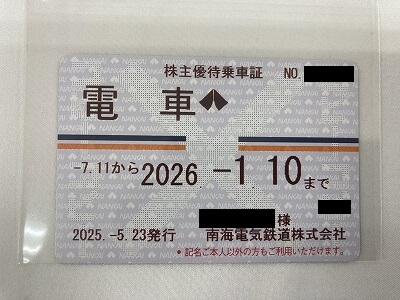 株主優待乗車証 NO.
電 車
-7.11から2026.-1.10まで
様
2025.-5.23発行 南海電気鉄道株式会社
*記名ご本人以外の方もご利用いただけます。
NANKAI